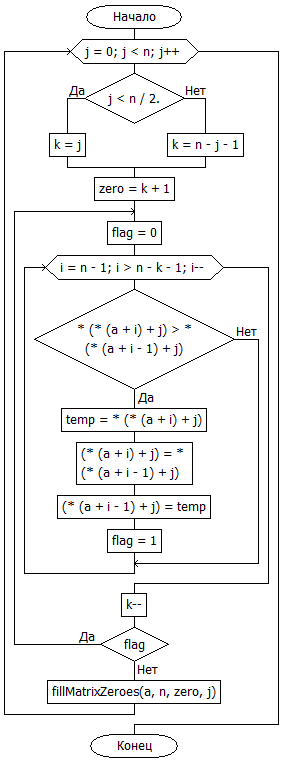 Начало
j = 0; j < n; j++
Да
j < n / 2.
Нет
k = j
k = n - j - 1
zero = k + 1
flag = 0
i = n - 1; i > n - k - 1; i--
* (* (a + i) + j) > *
(* (a + i - 1) + j)
Нет
Да
temp = * (* (a + i) + j)
(* (a + i) + j) = *
(* (a + i - 1) + j)
(* (a + i - 1) + j) = temp
flag = 1
k--
Да
flag
Нет
fillMatrixZeroes(a, n, zero, j)
Конец